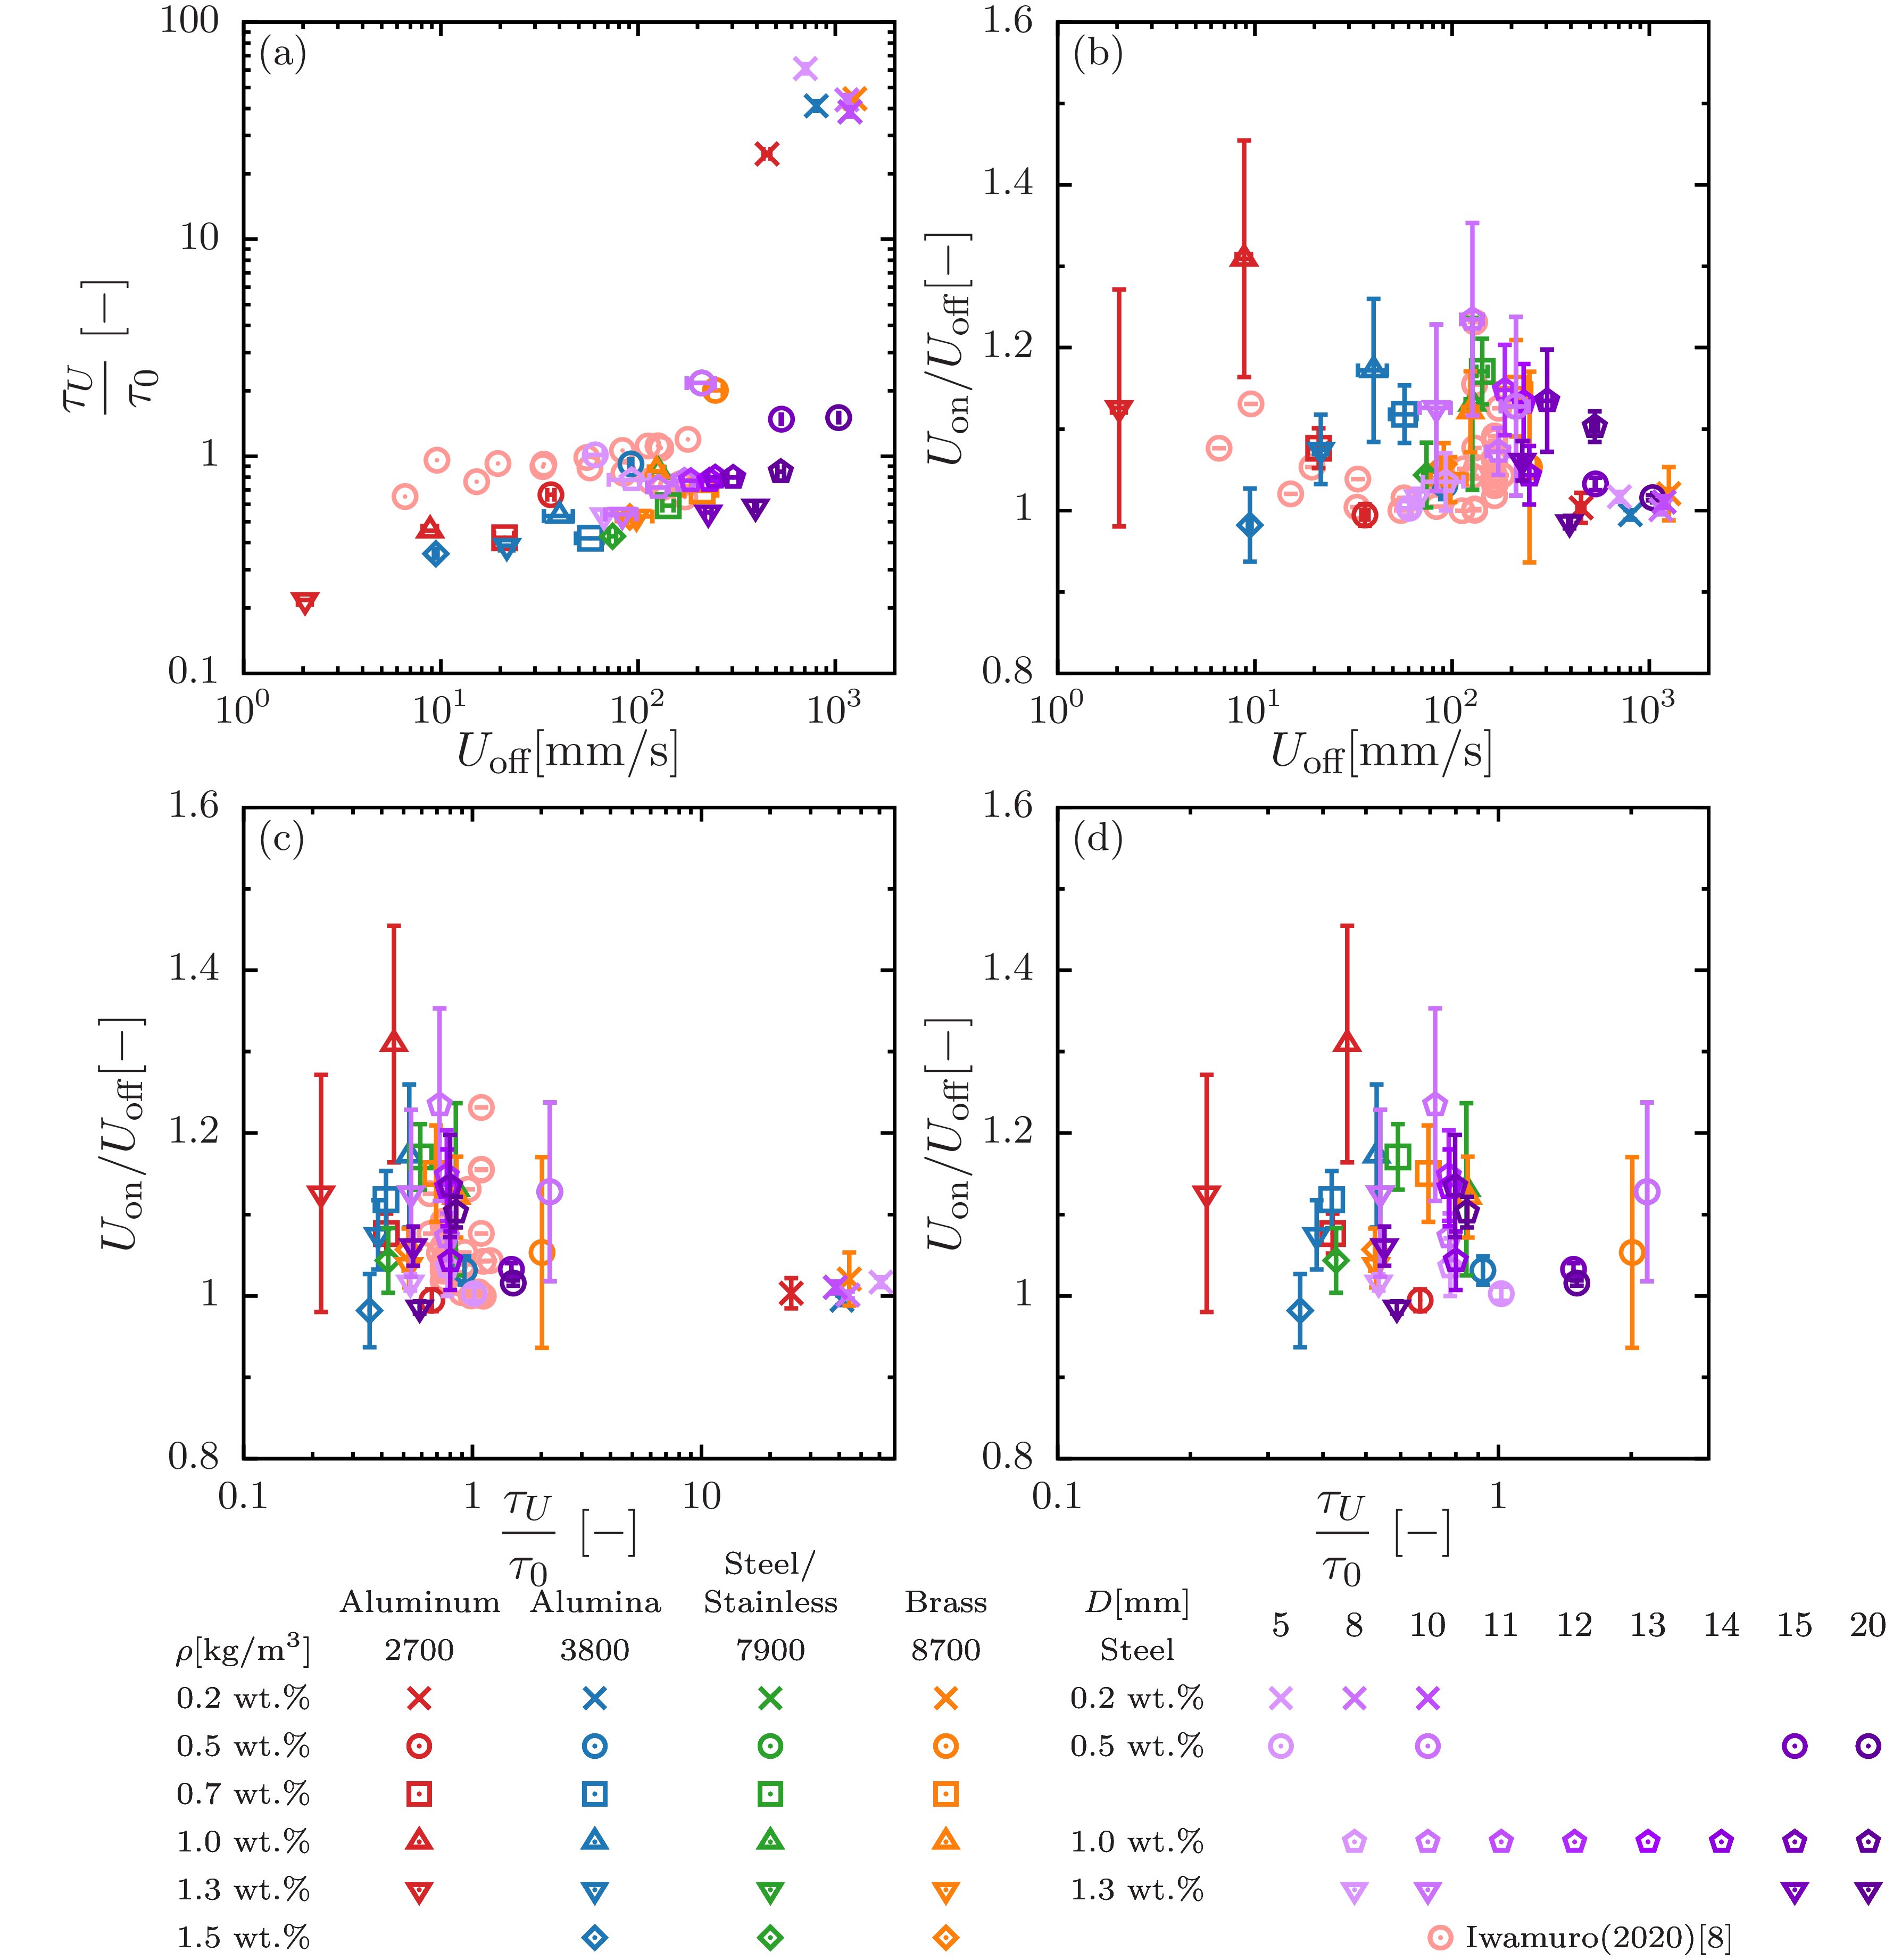 (a)
100
10
1
0.1
τU/τ0 [−]
10^0 10^1 10^2 10^3
Uoff[mm/s]
(b)
1.6
1.4
1.2
1
0.8
Uon/Uoff[−]
10^0 10^1 10^2 10^3
Uoff[mm/s]
(c)
1.6
1.4
1.2
1
0.8
Uon/Uoff[−]
0.1 1 10
τU/τ0 [−]
(d)
1.6
1.4
1.2
1
0.8
Uon/Uoff[−]
0.1 1
τU/τ0 [−]
Steel/
Aluminum Alumina Stainless Brass
ρ[kg/m³] 2700 3800 7900 8700
0.2 wt.%
0.5 wt.%
0.7 wt.%
1.0 wt.%
1.3 wt.%
1.5 wt.%
D[mm] 5 8 10 11 12 13 14 15 20
Steel
0.2 wt.%
0.5 wt.%
1.0 wt.%
1.3 wt.%
Iwamuro(2020)[8]